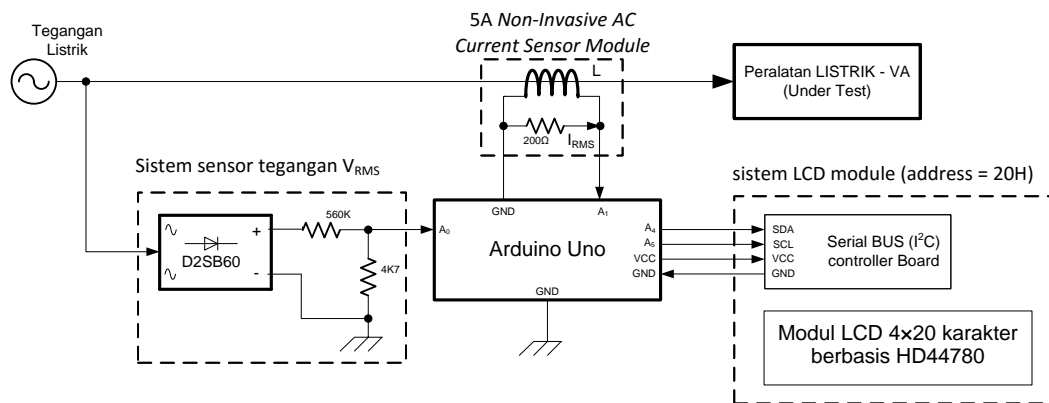 Tegangan
Listrik
5A Non-Invasive AC
Current Sensor Module
L
200Ω
IRMS
Peralatan LISTRIK - VA
(Under Test)
Sistem sensor tegangan VRMS
D2SB60
+
-
560K
4K7
GND
A1
A0
Arduino Uno
A4
A5
VCC
GND
GND
sistem LCD module (address = 20H)
SDA
SCL
VCC
GND
Serial BUS (I²C)
controller Board
Modul LCD 4×20 karakter
berbasis HD44780